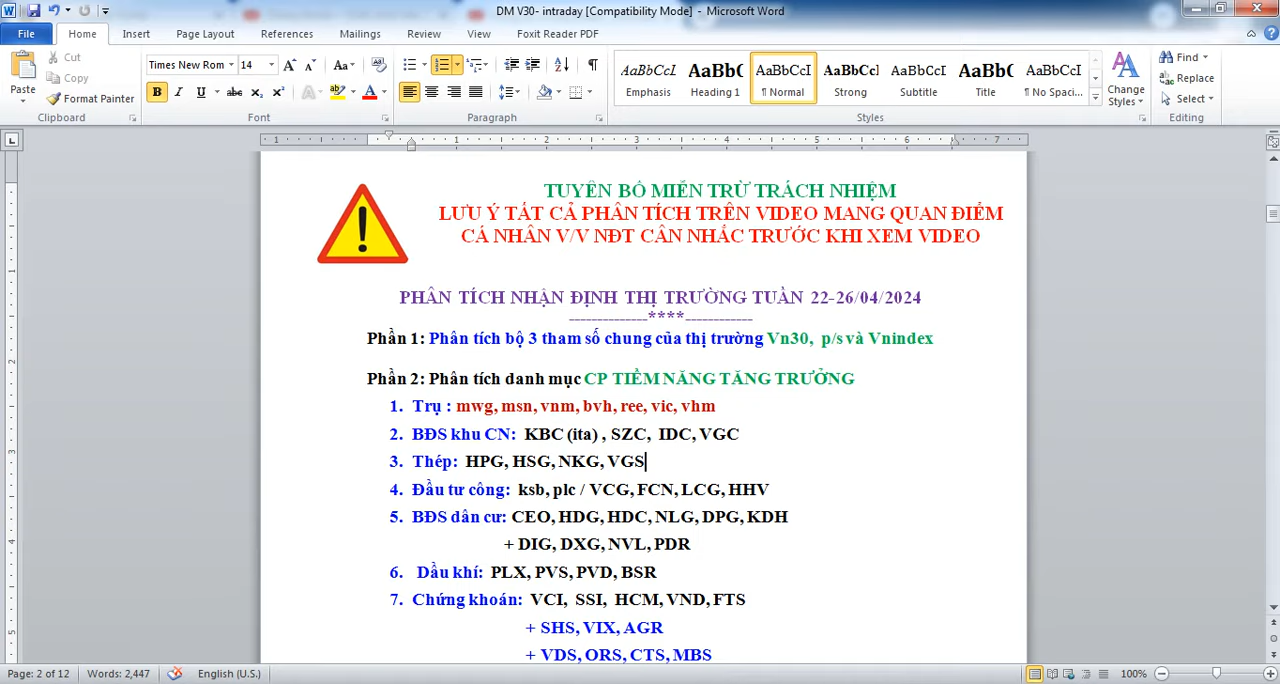 DM V30- intraday [Compatibility Mode] - Microsoft Word
File Home Insert Page Layout References Mailings Review View Foxit Reader PDF
Paste
Cut
Copy
Format Painter
Clipboard
Times New Rom 14
Font
Paragraph
AaBbCcI AaBb( AaBbCcI AaBbCcl AaBbCcI AaBb( AaBbCcI
Emphasis Heading 1 ¶ Normal Strong Subtitle Title ¶ No Spaci...
Change Styles
Styles
Find
Replace
Select
Editing
1 1 2 3 4 5 6 7
TUYÊN BỐ MIỄN TRỪ TRÁCH NHIỆM
LƯU Ý TẤT CẢ PHÂN TÍCH TRÊN VIDEO MANG QUAN ĐIỂM
CÁ NHÂN V/V NĐT CÂN NHẮC TRƯỚC KHI XEM VIDEO
PHÂN TÍCH NHẬN ĐỊNH THỊ TRƯỜNG TUẦN 22-26/04/2024
-------------****------------
Phần 1: Phân tích bộ 3 tham số chung của thị trường Vn30, p/s và Vnindex
Phần 2: Phân tích danh mục CP TIỀM NĂNG TĂNG TRƯỞNG
1. Trụ : mwg, msn, vnm, bvh, ree, vic, vhm
2. BĐS khu CN: KBC (ita) , SZC, IDC, VGC
3. Thép: HPG, HSG, NKG, VGS
4. Đầu tư công: ksb, plc / VCG, FCN, LCG, HHV
5. BĐS dân cư: CEO, HDG, HDC, NLG, DPG, KDH
+ DIG, DXG, NVL, PDR
6. Dầu khí: PLX, PVS, PVD, BSR
7. Chứng khoán: VCI, SSI, HCM, VND, FTS
+ SHS, VIX, AGR
+ VDS, ORS, CTS, MBS
Page: 2 of 12 Words: 2,447 English (U.S.) 100%